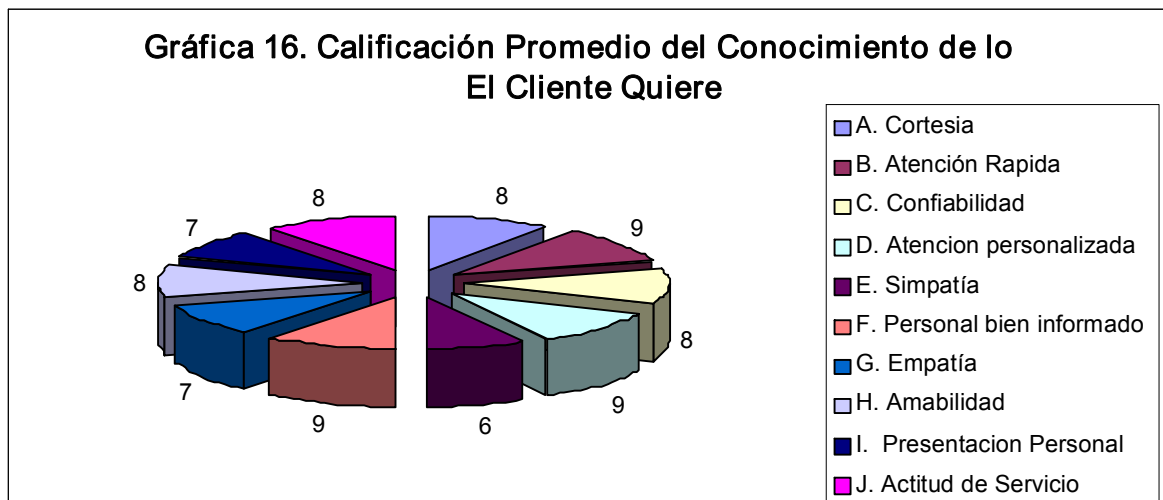 Gráfica 16. Calificación Promedio del Conocimiento de lo
El Cliente Quiere
8
9
8
9
6
9
7
8
7
8
A. Cortesia
B. Atención Rapida
C. Confiabilidad
D. Atencion personalizada
E. Simpatía
F. Personal bien informado
G. Empatía
H. Amabilidad
I. Presentacion Personal
J. Actitud de Servicio